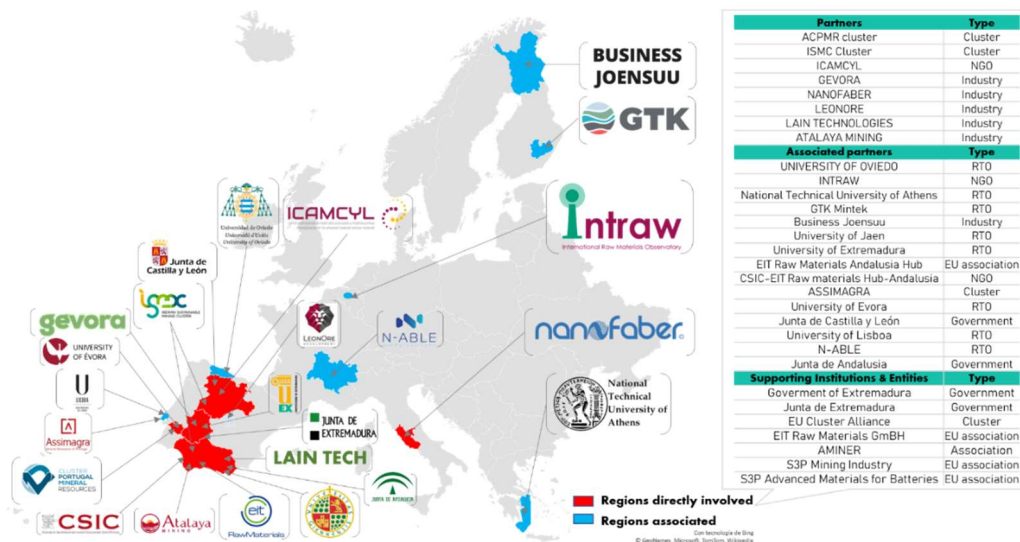 BUSINESS
JOENSUU
GTK
Universidad de Oviedo
Universidá d'Uviéu
University of Oviedo
ICAMCYL
intraw
International Raw Materials Observatory
Junta de
Castilla y León
gevora
UNIVERSITY
OF ÉVORA
LEONORE
N-ABLE
nanofaber
National
Technical
University of
Athens
LISBOA
UEX
JUNTA DE
EXTREMADURA
Assimagra
LAIN TECH
CLUSTER
PORTUGAL
MINERAL
RESOURCES
JUNTA DE ANDALUCIA
CSIC
Atalaya
MINING
eit
RawMaterials
Regions directly involved
Regions associated
Con tecnología de Bing
© GeoNames, Microsoft, TomTom, Wikipedia
Partners Type
ACPMR cluster Cluster
ISMC Cluster Cluster
ICAMCYL NGO
GEVORA Industry
NANOFABER Industry
LEONORE Industry
LAIN TECHNOLOGIES Industry
ATALAYA MINING Industry
Associated partners Type
UNIVERSITY OF OVIEDO RTO
INTRAW NGO
National Technical University of Athens RTO
GTK Mintek RTO
Business Joensuu Industry
University of Jaen RTO
University of Extremadura RTO
EIT Raw Materials Andalusia Hub EU association
CSIC-EIT Raw materials Hub-Andalusia NGO
ASSIMAGRA Cluster
University of Evora RTO
Junta de Castilla y León Government
University of Lisboa RTO
N-ABLE RTO
Junta de Andalusia Government
Supporting Institutions & Entities Type
Goverment of Extremadura Government
Junta de Extremadura Government
EU Cluster Alliance Cluster
EIT Raw Materials GmBH EU association
AMINER Association
S3P Mining Industry EU association
S3P Advanced Materials for Batteries EU association